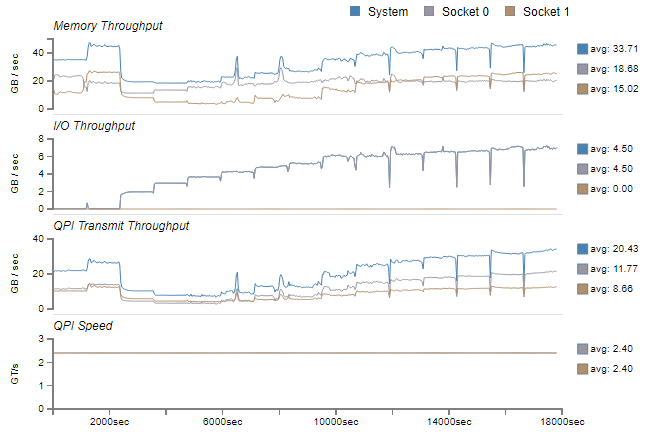 System Socket 0 Socket 1
Memory Throughput
GB / sec
40
20
0
avg: 33.71
avg: 18.68
avg: 15.02
I/O Throughput
GB / sec
8
6
4
2
0
avg: 4.50
avg: 4.50
avg: 0.00
QPI Transmit Throughput
GB / sec
40
20
0
avg: 20.43
avg: 11.77
avg: 8.66
QPI Speed
GT/s
3
2
1
0
avg: 2.40
avg: 2.40
2000sec 6000sec 10000sec 14000sec 18000sec